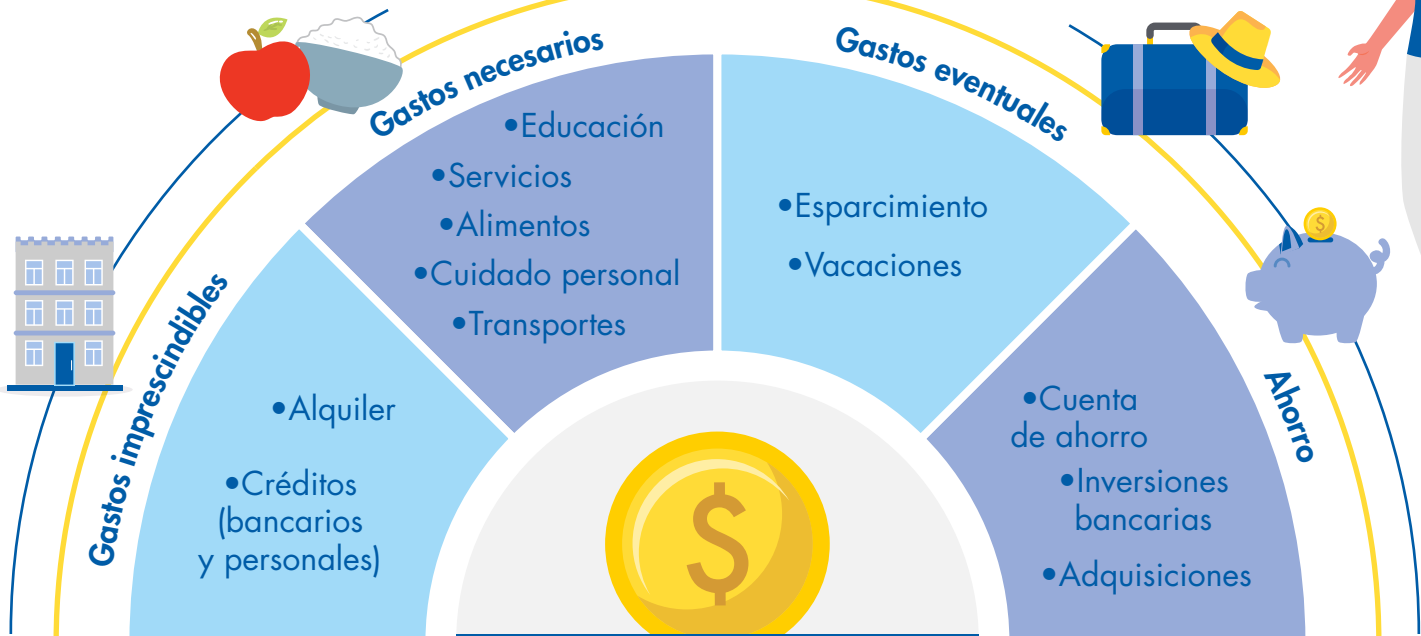 Gastos imprescindibles
•Alquiler
•Créditos
(bancarios
y personales)
Gastos necesarios
•Educación
•Servicios
•Alimentos
•Cuidado personal
•Transportes
Gastos eventuales
•Esparcimiento
•Vacaciones
Ahorro
•Cuenta
de ahorro
•Inversiones
bancarias
•Adquisiciones
$
$